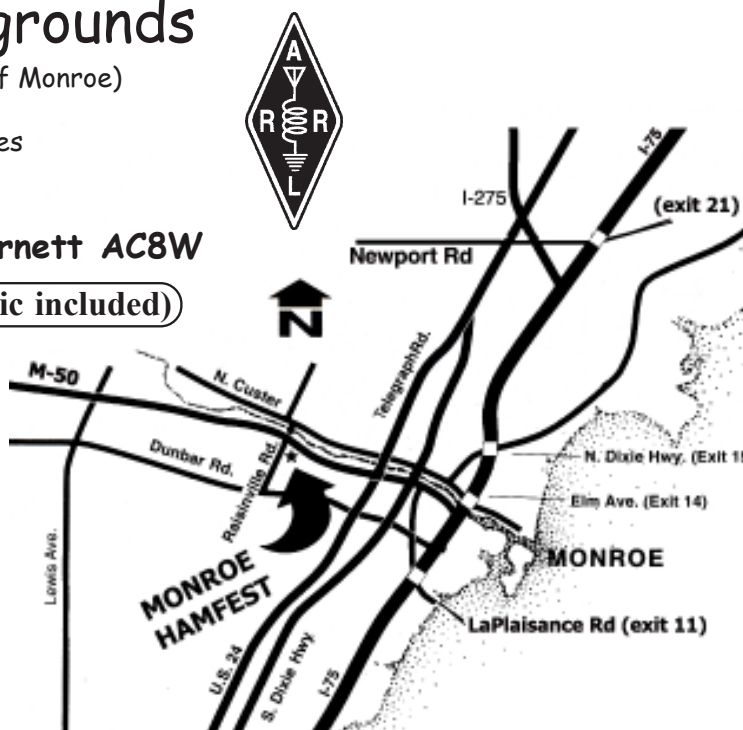 grounds
f Monroe)
es
rnett AC8W
ic included)
A
R R
L
I-75
I-275
(exit 21)
Newport Rd
N
M-50
N. Custer
Telegraph Rd.
Dunbar Rd.
Raisinville Rd.
N. Dixie Hwy. (Exit 15
Elm Ave. (Exit 14)
Lewis Ave.
MONROE
HAMFEST
MONROE
LaPlaisance Rd (exit 11)
U.S. 24
S. Dixie Hwy.
I-75